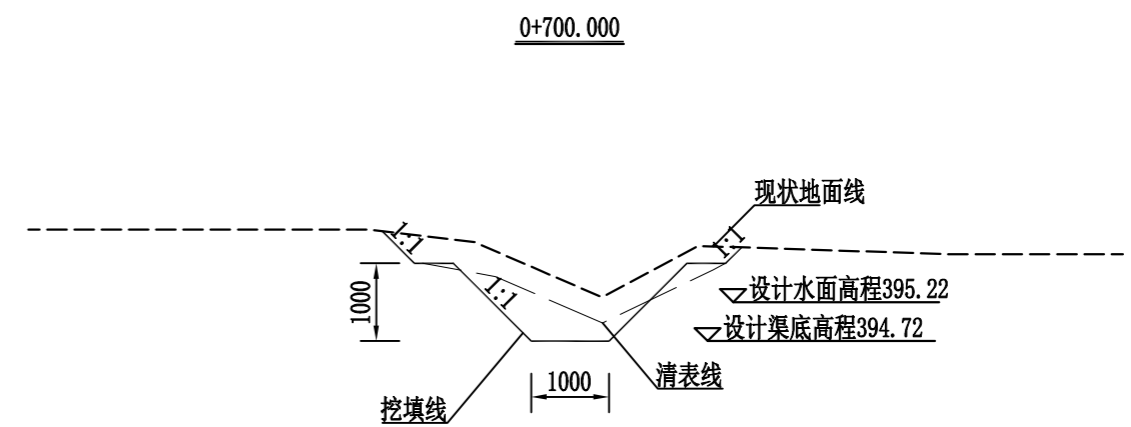 0+700.000
现状地面线
1:1
1:1
设计水面高程395.22
1000
1:1
设计渠底高程394.72
1000
清表线
挖填线